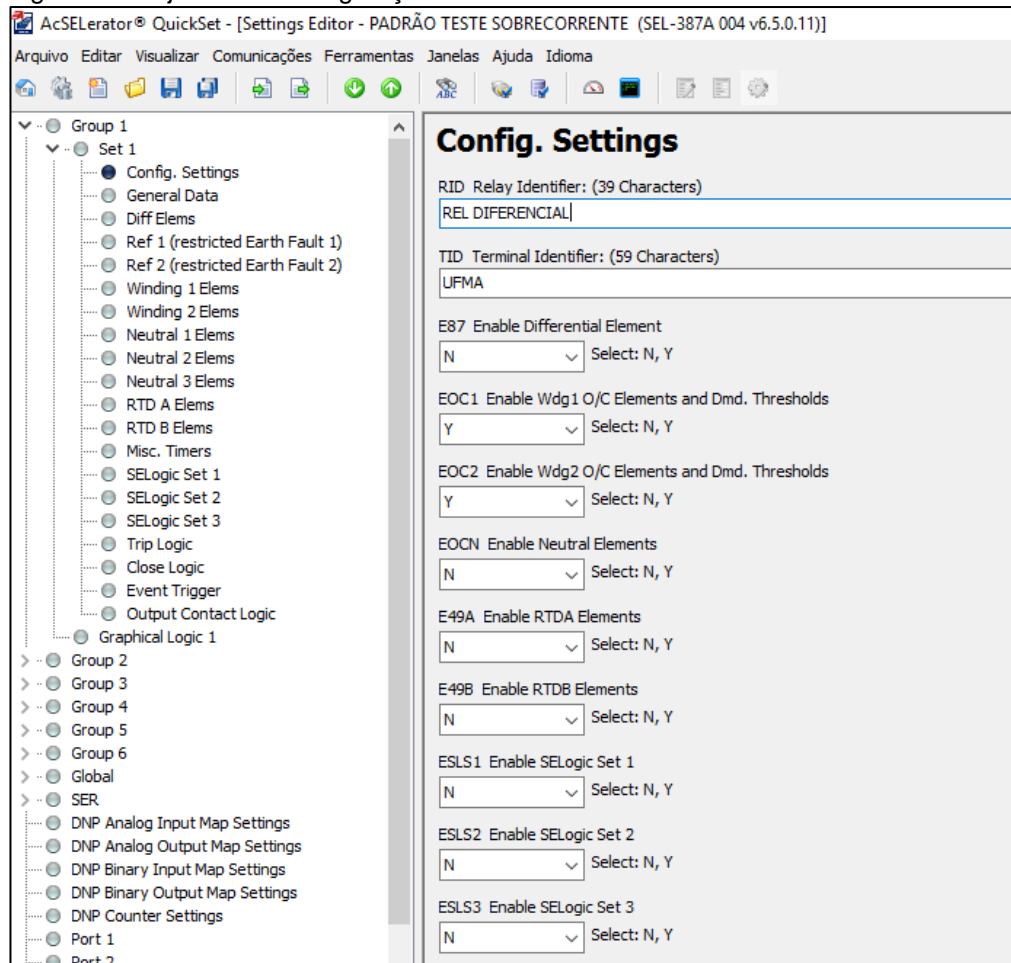 AcSELerator® QuickSet - [Settings Editor - PADRÃO TESTE SOBRECORRENTE (SEL-387A 004 v6.5.0.11)]
Arquivo Editar Visualizar Comunicações Ferramentas Janelas Ajuda Idioma
ABC
Group 1
Set 1
Config. Settings
General Data
Diff Elems
Ref 1 (restricted Earth Fault 1)
Ref 2 (restricted Earth Fault 2)
Winding 1 Elems
Winding 2 Elems
Neutral 1 Elems
Neutral 2 Elems
Neutral 3 Elems
RTD A Elems
RTD B Elems
Misc. Timers
SELogic Set 1
SELogic Set 2
SELogic Set 3
Trip Logic
Close Logic
Event Trigger
Output Contact Logic
Graphical Logic 1
Group 2
Group 3
Group 4
Group 5
Group 6
Global
SER
DNP Analog Input Map Settings
DNP Analog Output Map Settings
DNP Binary Input Map Settings
DNP Binary Output Map Settings
DNP Counter Settings
Port 1
Port 2
Config. Settings
RID Relay Identifier: (39 Characters)
REL DIFERENCIAL
TID Terminal Identifier: (59 Characters)
UFMA
E87 Enable Differential Element
N Select: N, Y
EOC1 Enable Wdg1 O/C Elements and Dmd. Thresholds
Y Select: N, Y
EOC2 Enable Wdg2 O/C Elements and Dmd. Thresholds
Y Select: N, Y
EOCN Enable Neutral Elements
N Select: N, Y
E49A Enable RTDA Elements
N Select: N, Y
E49B Enable RTDB Elements
N Select: N, Y
ESLS1 Enable SELogic Set 1
N Select: N, Y
ESLS2 Enable SELogic Set 2
N Select: N, Y
ESLS3 Enable SELogic Set 3
N Select: N, Y